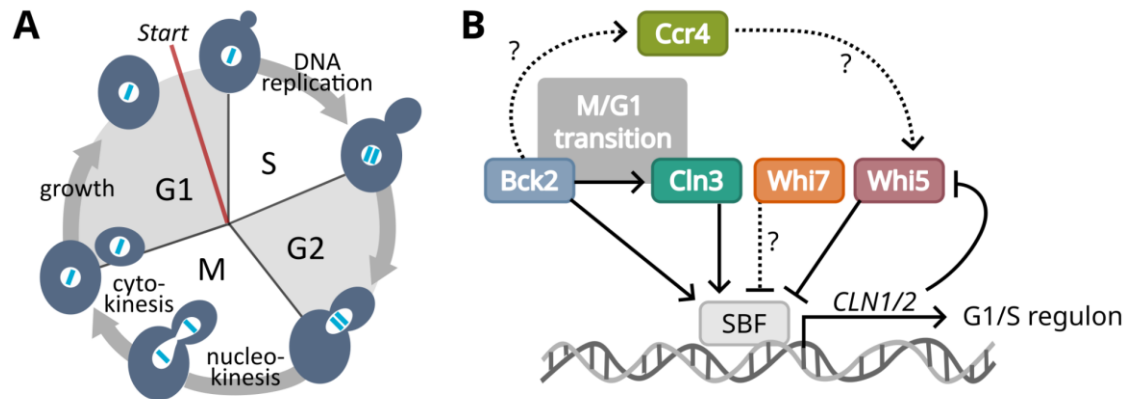 A
Start
DNA
replication
S
G1
growth
G2
M
cyto-
kinesis
nucleo-
kinesis
B
Ccr4
?
?
M/G1
transition
Bck2
Cln3
Whi7
Whi5
?
CLN1/2
SBF
G1/S regulon